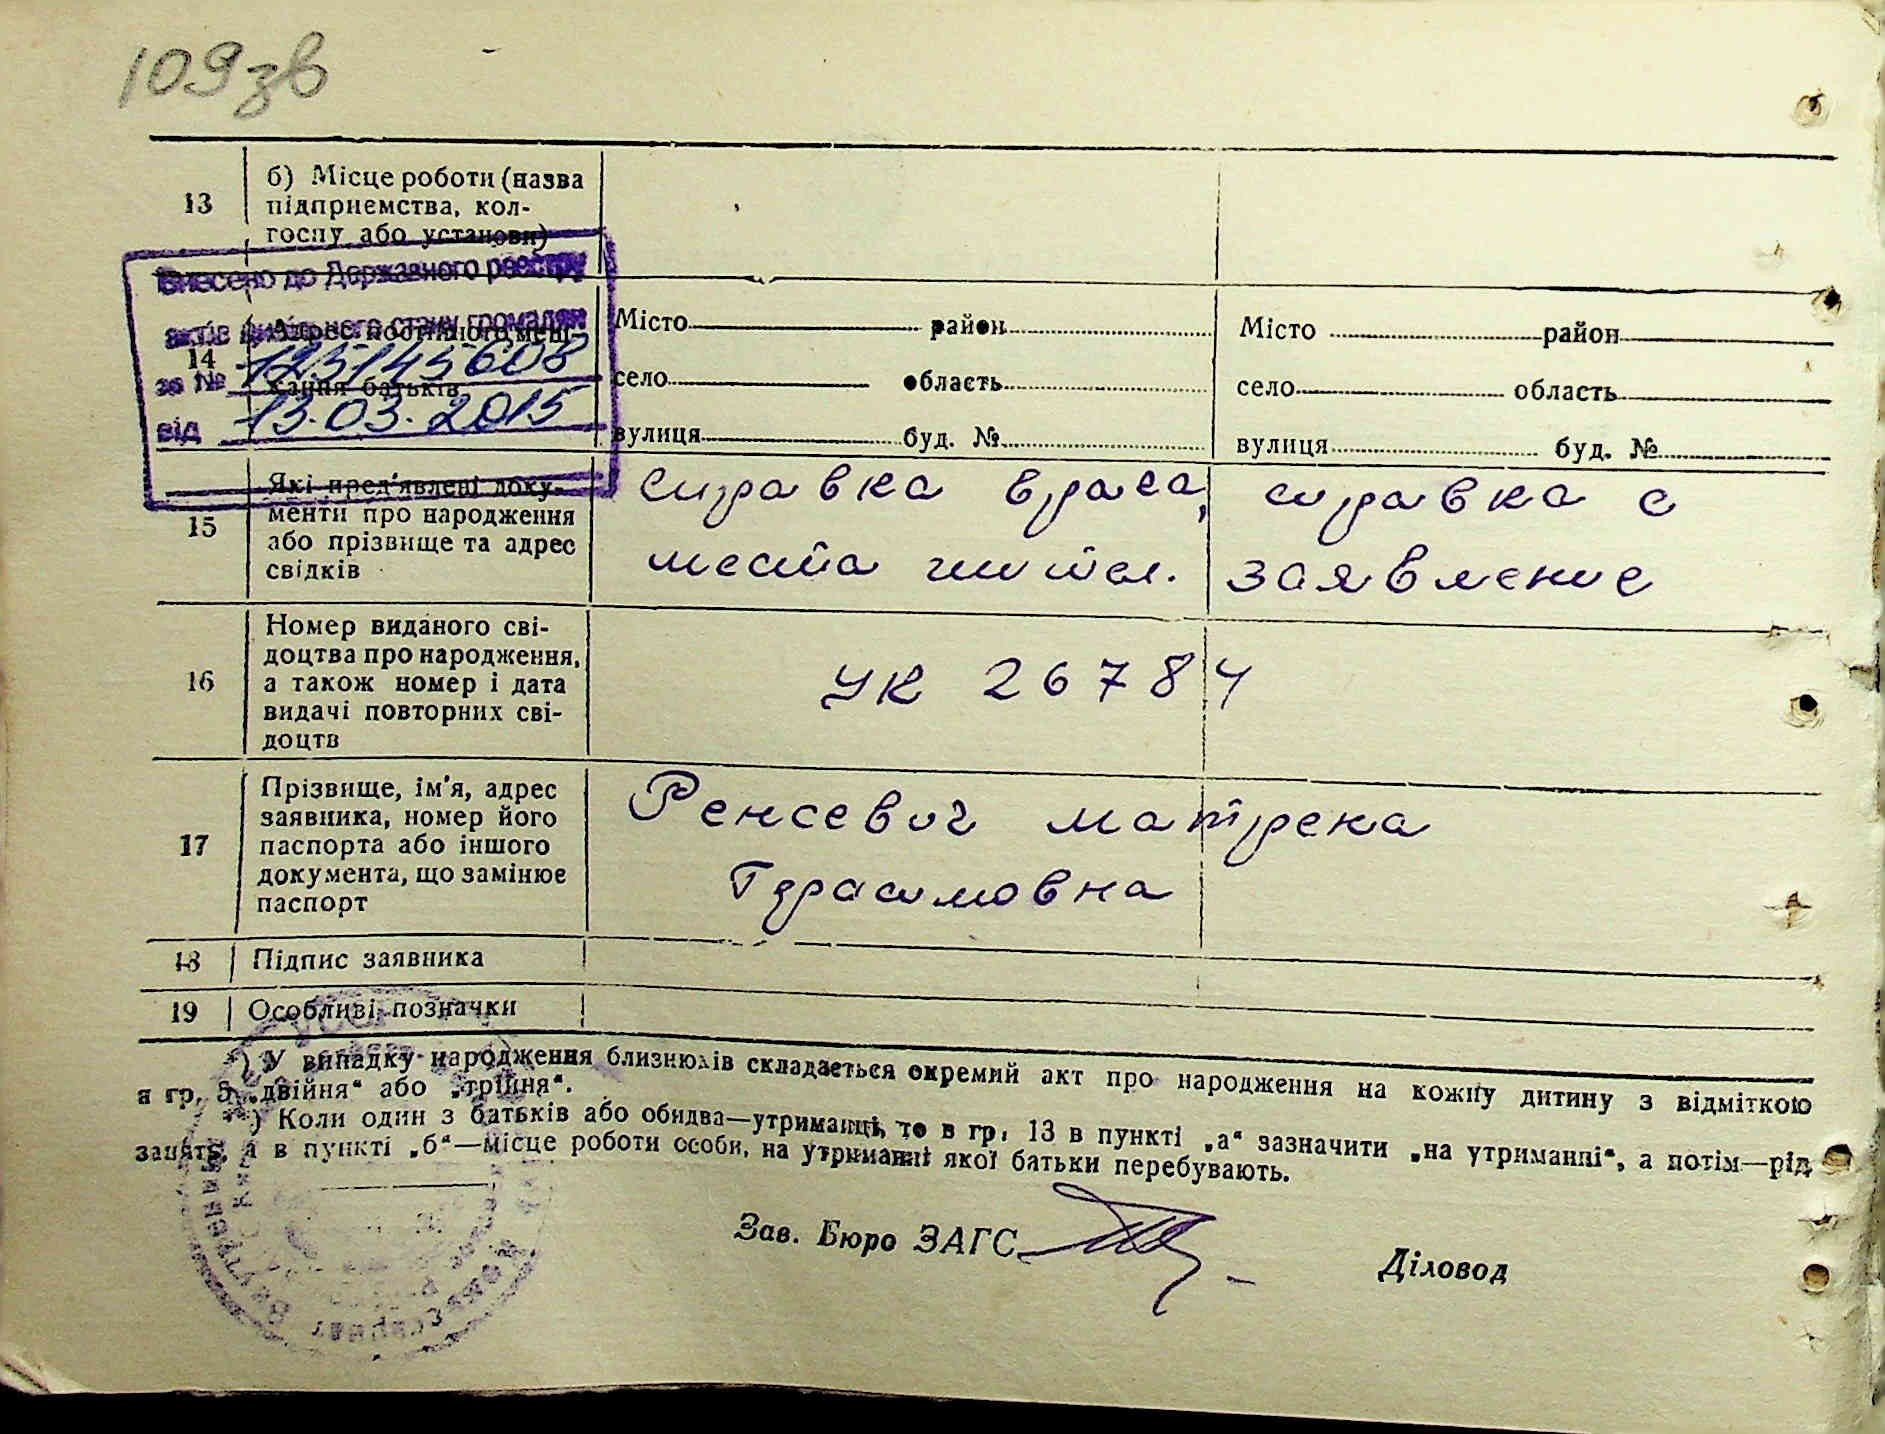 109зв
13
б) Місце роботи (назва
підприемства, кол-
госпу або установи)
Внесено до Державного реєстру
актів цивільного стану громадян
за № 125145608
від 13.03.2015
14
Адрес постійного меш-
кання батьків
Місто район
село область
вулиця буд. №
Місто район
село область
вулиця буд. №
15
Які пред'явлені доку-
менти про народження
або прізвище та адрес
свідків
справка враса, справка с
места жител. заявление
16
Номер виданого сві-
доцтва про народження,
а також номер і дата
видачі повторних сві-
доцтв
УК 26784
17
Прізвище, ім'я, адрес
заявника, номер його
паспорта або іншого
документа, що замінює
паспорт
Матрена
Герасимовна
18 Підпис заявника
19 Особливі позначки
*) У випадку народження близнюків складається окремий акт про народження на кожну дитину з відміткою
в гр. 5 „двійня“ або „трійня“.
**) Коли один з батьків або обидва—утриманці, то в гр. 13 в пункті „а“ зазначити „на утриманні“, а потім—рід
занять, а в пункті „б“—місце роботи особи, на утриманні якої батьки перебувають.
Зав. Бюро ЗАГС
Діловод